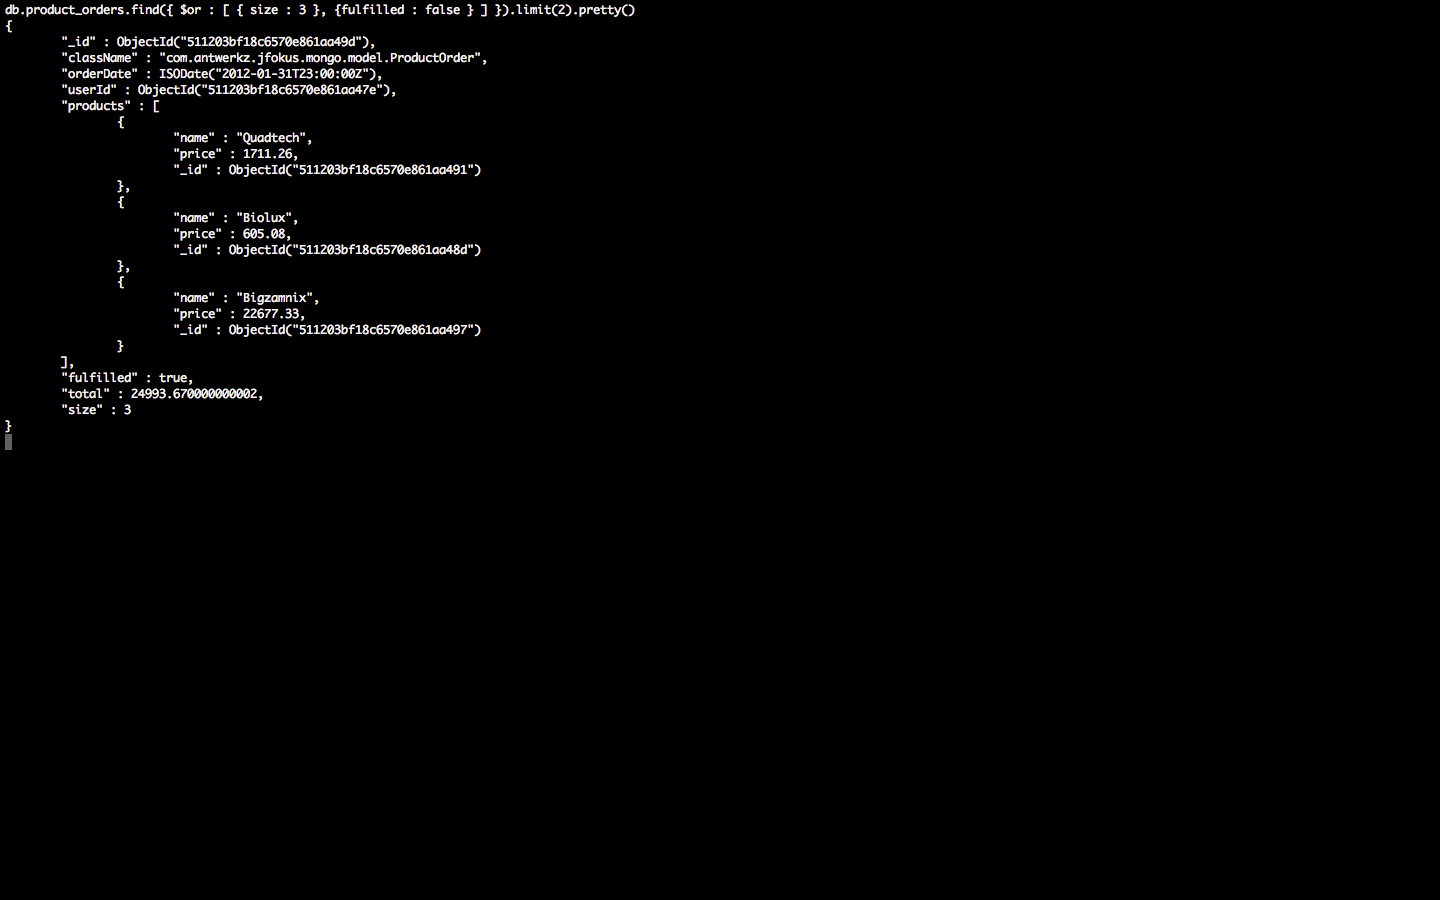 db.product_orders.find({ $or : [ { size : 3 }, {fulfilled : false } ] }).limit(2).pretty()
{
"_id" : ObjectId("511203bf18c6570e861aa49d"),
"className" : "com.antwerkz.jfokus.mongo.model.ProductOrder",
"orderDate" : ISODate("2012-01-31T23:00:00Z"),
"userId" : ObjectId("511203bf18c6570e861aa47e"),
"products" : [
{
"name" : "Quadtech",
"price" : 1711.26,
"_id" : ObjectId("511203bf18c6570e861aa491")
},
{
"name" : "Biolux",
"price" : 605.08,
"_id" : ObjectId("511203bf18c6570e861aa48d")
},
{
"name" : "Bigzamnix",
"price" : 22677.33,
"_id" : ObjectId("511203bf18c6570e861aa497")
}
],
"fulfilled" : true,
"total" : 24993.670000000002,
"size" : 3
}